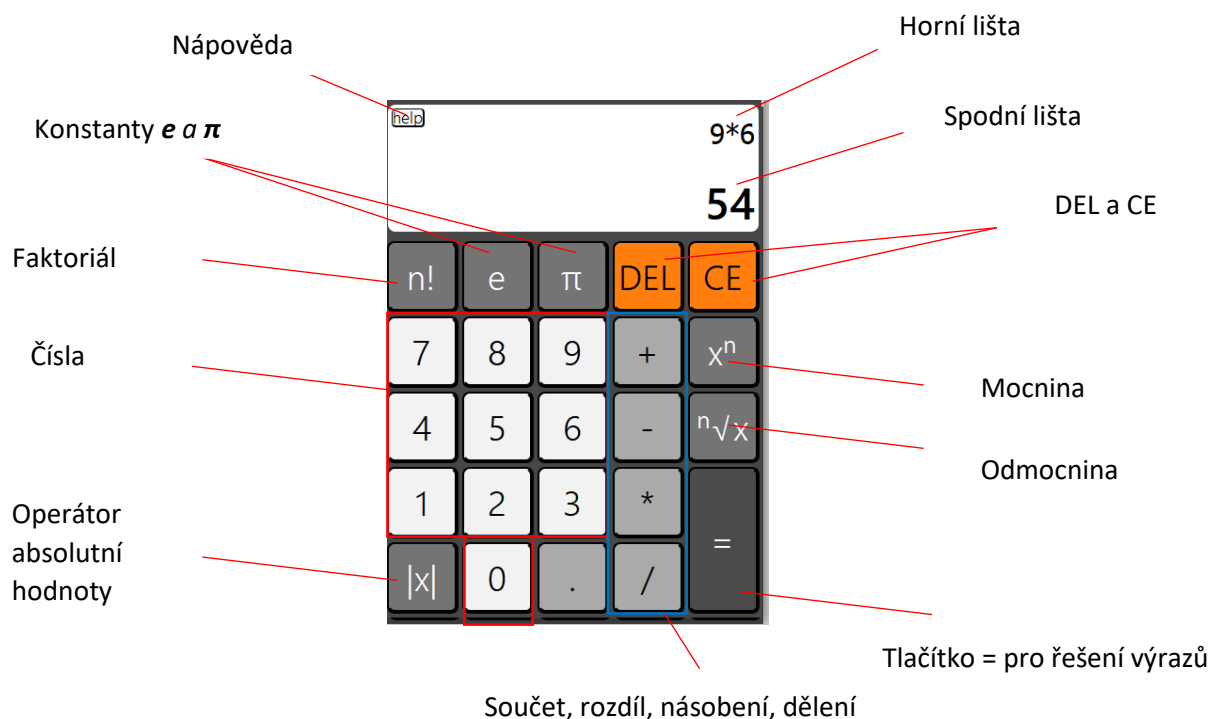 Horní lišta
Nápověda
help
9*6
Spodní lišta
Konstanty e a π
54
DEL a CE
Faktoriál
n! e π DEL CE
Čísla
7 8 9 + xⁿ
Mocnina
4 5 6 - ⁿ√x
Odmocnina
1 2 3 *
Operátor
absolutní
hodnoty
=
|x| 0 . /
Tlačítko = pro řešení výrazů
Součet, rozdíl, násobení, dělení